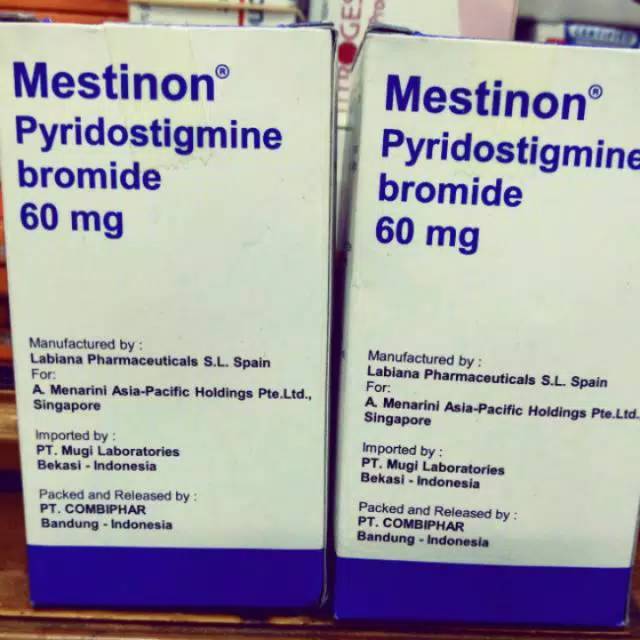 Mestinon®
Pyridostigmine
bromide
60 mg
Manufactured by :
Labiana Pharmaceuticals S.L. Spain
For:
A. Menarini Asia-Pacific Holdings Pte.Ltd.,
Singapore
Imported by :
PT. Mugi Laboratories
Bekasi - Indonesia
Packed and Released by :
PT. COMBIPHAR
Bandung - Indonesia
Mestinon®
Pyridostigmine
bromide
60 mg
Manufactured by :
Labiana Pharmaceuticals S.L. Spain
For:
A. Menarini Asia-Pacific Holdings Pte.Ltd.
Singapore
Imported by :
PT. Mugi Laboratories
Bekasi - Indonesia
Packed and Released by :
PT. COMBIPHAR
Bandung - Indonesia